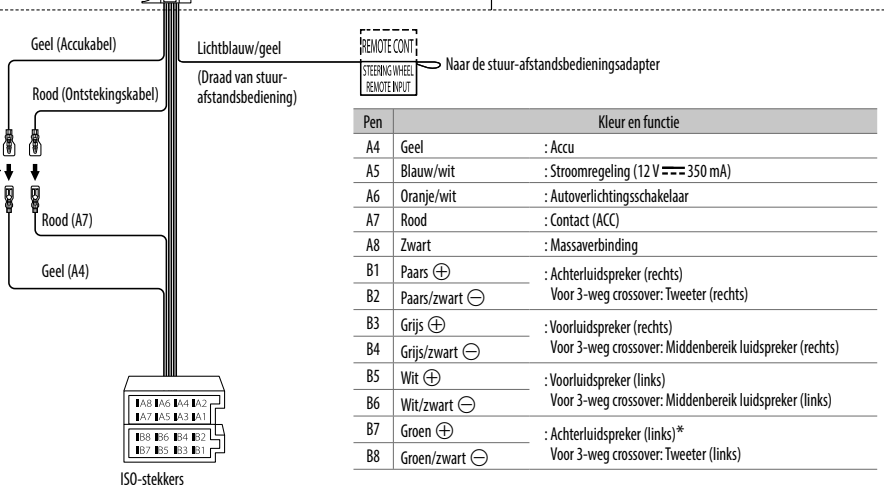 Geel (Accukabel)
Rood (Ontstekingskabel)
Rood (A7)
Geel (A4)
Lichtblauw/geel
(Draad van stuur-
afstandsbediening)
REMOTE CONT
STEERING WHEEL
REMOTE INPUT
Naar de stuur-afstandsbedieningsadapter
A8 A6 A4 A2
A7 A5 A3 A1
B8 B6 B4 B2
B7 B5 B3 B1
ISO-stekkers
Pen Kleur en functie
A4 Geel : Accu
A5 Blauw/wit : Stroomregeling (12 V ⎓ 350 mA)
A6 Oranje/wit : Autoverlichtingsschakelaar
A7 Rood : Contact (ACC)
A8 Zwart : Massaverbinding
B1 Paars ⊕ : Achterluidspreker (rechts)
B2 Paars/zwart ⊖ Voor 3-weg crossover: Tweeter (rechts)
B3 Grijs ⊕ : Voorluidspreker (rechts)
B4 Grijs/zwart ⊖ Voor 3-weg crossover: Middenbereik luidspreker (rechts)
B5 Wit ⊕ : Voorluidspreker (links)
B6 Wit/zwart ⊖ Voor 3-weg crossover: Middenbereik luidspreker (links)
B7 Groen ⊕ : Achterluidspreker (links)*
B8 Groen/zwart ⊖ Voor 3-weg crossover: Tweeter (links)